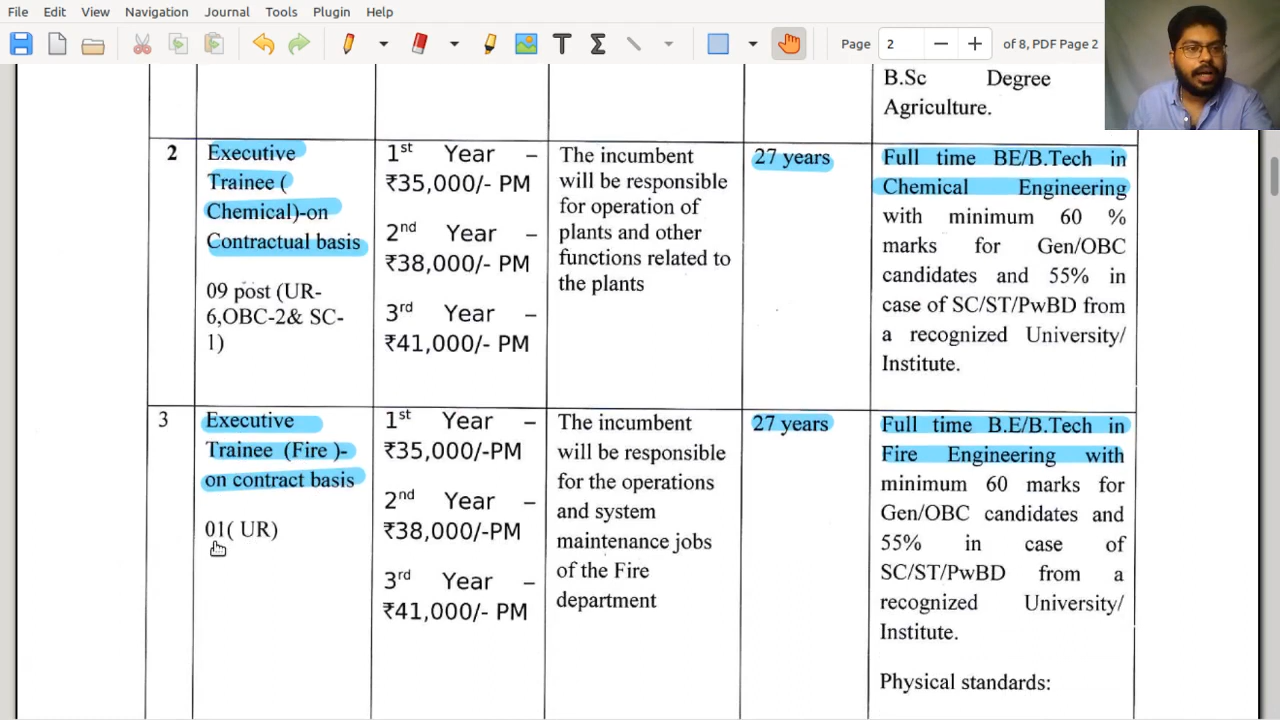 File Edit View Navigation Journal Tools Plugin Help
Page 2 of 8, PDF Page 2
B.Sc Degree
Agriculture.
2
Executive
Trainee (
Chemical)-on
Contractual basis
09 post (UR-
6,OBC-2& SC-
1)
1st Year –
₹35,000/- PM
2nd Year –
₹38,000/- PM
3rd Year –
₹41,000/- PM
The incumbent
will be responsible
for operation of
plants and other
functions related to
the plants
27 years
Full time BE/B.Tech in
Chemical Engineering
with minimum 60 %
marks for Gen/OBC
candidates and 55% in
case of SC/ST/PwBD from
a recognized University/
Institute.
3
Executive
Trainee (Fire )-
on contract basis
01( UR)
1st Year –
₹35,000/-PM
2nd Year –
₹38,000/-PM
3rd Year –
₹41,000/- PM
The incumbent
will be responsible
for the operations
and system
maintenance jobs
of the Fire
department
27 years
Full time B.E/B.Tech in
Fire Engineering with
minimum 60 marks for
Gen/OBC candidates and
55% in case of
SC/ST/PwBD from a
recognized University/
Institute.
Physical standards: